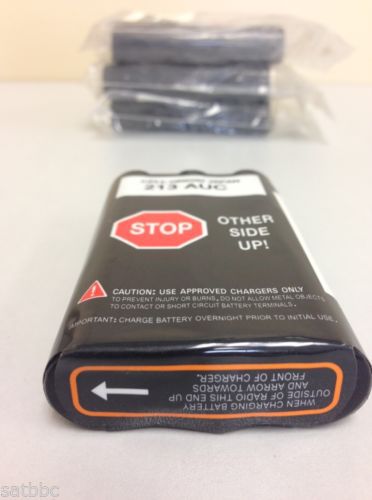 213 AUC
STOP
OTHER
SIDE
UP!
CAUTION: USE APPROVED CHARGERS ONLY
TO PREVENT INJURY OR BURNS, DO NOT ALLOW METAL OBJECTS
TO CONTACT OR SHORT CIRCUIT BATTERY TERMINALS.
IMPORTANT: CHARGE BATTERY OVERNIGHT PRIOR TO INITIAL USE.
WHEN CHARGING BATTERY
OUTSIDE OF RADIO THIS END UP
AND ARROW TOWARDS
FRONT OF CHARGER.
satbbc